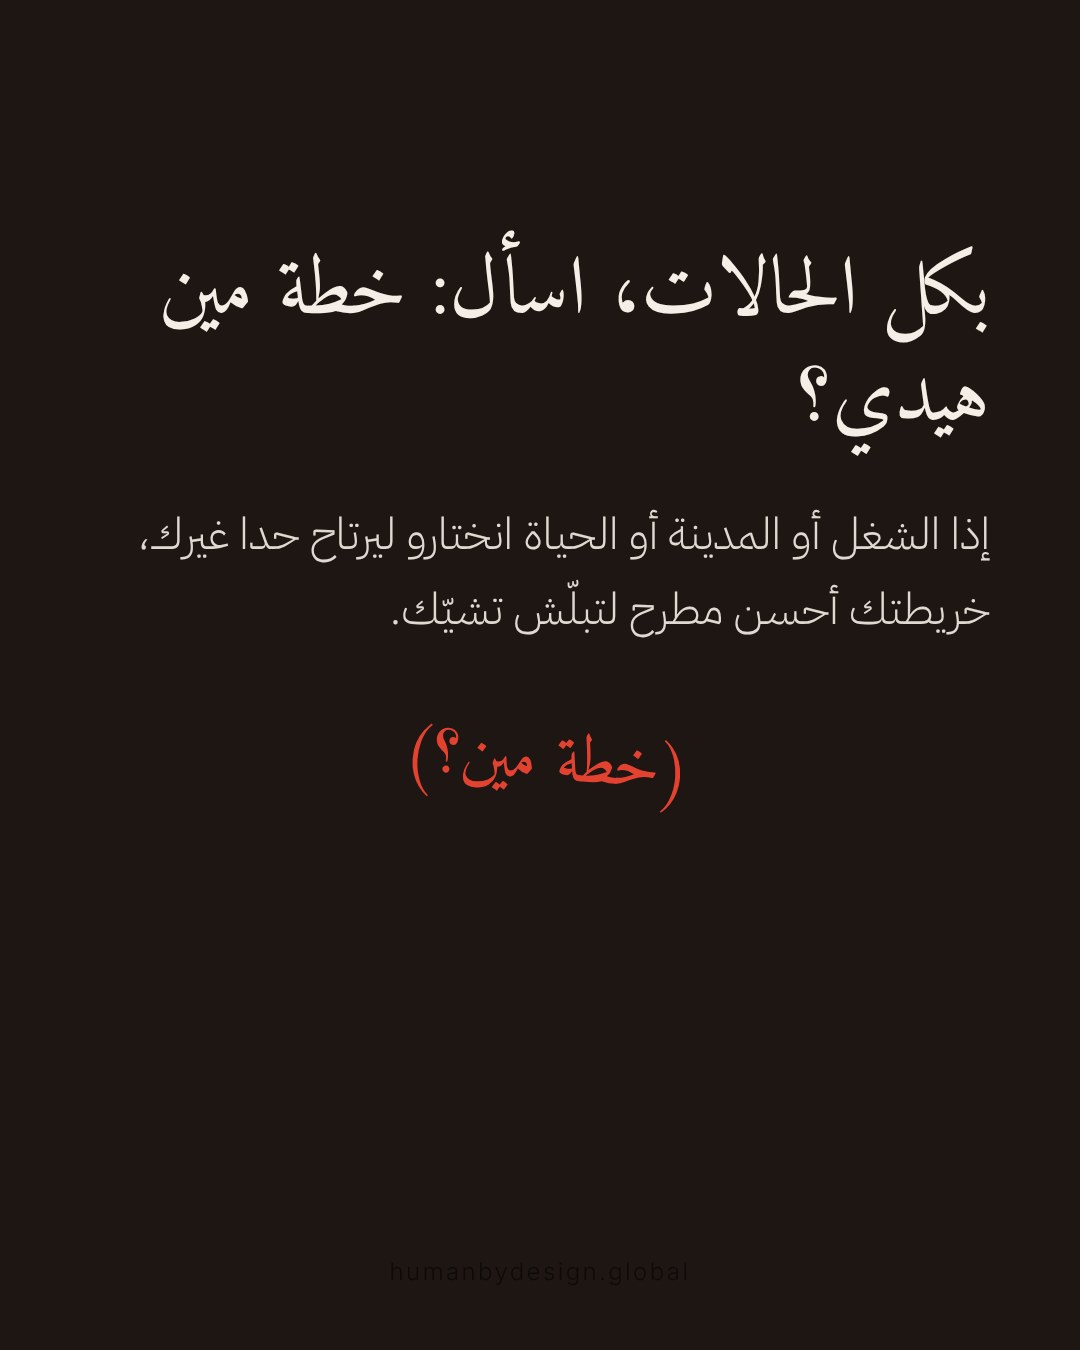 بكل الحالات، اسأل: خطة مين
هيدي؟
إذا الشغل أو المدينة أو الحياة انختارو ليرتاح حدا غيرك،
خريطتك أحسن مطرح لتبلّش تشيّك.
(خطة مين؟)
humanbydesign.global